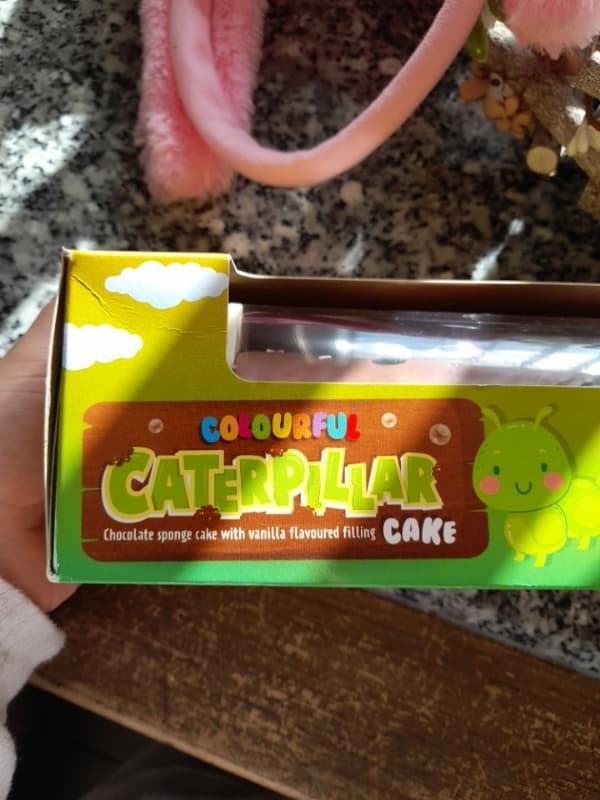 COLOURFUL
CATERPILLAR
Chocolate sponge cake with vanilla flavoured filling CAKE